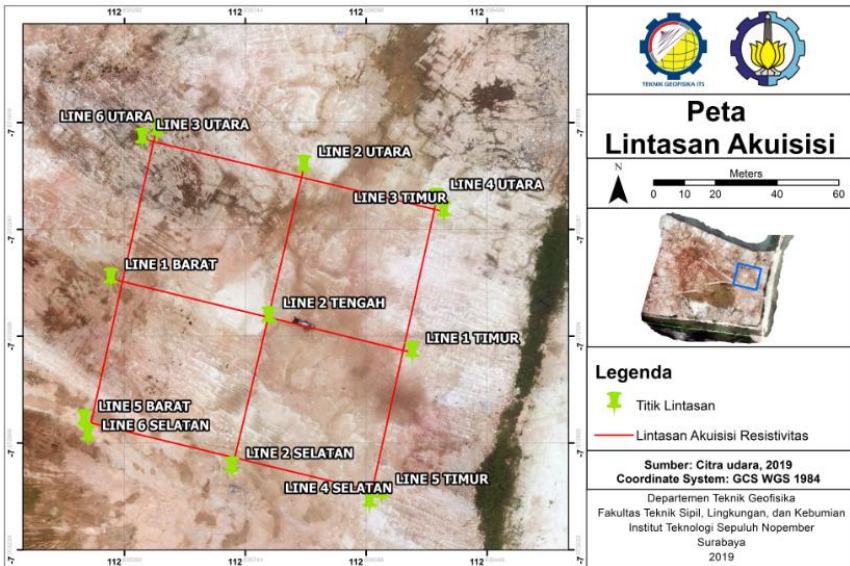 112
112
112
112
LINE 6 UTARA
LINE 3 UTARA
LINE 2 UTARA
LINE 4 UTARA
LINE 3 TIMUR
LINE 1 BARAT
LINE 2 TENGAH
LINE 1 TIMUR
LINE 5 BARAT
LINE 6 SELATAN
LINE 2 SELATAN
LINE 5 TIMUR
LINE 4 SELATAN
-7
-7
-7
-7
112
112
112
112
TEKNIK GEOFISIKA ITS
Peta
Lintasan Akuisisi
N
Meters
0 10 20 40 60
Legenda
Titik Lintasan
Lintasan Akuisisi Resistivitas
Sumber: Citra udara, 2019
Coordinate System: GCS WGS 1984
Departemen Teknik Geofisika
Fakultas Teknik Sipil, Lingkungan, dan Kebumian
Institut Teknologi Sepuluh Nopember
Surabaya
2019